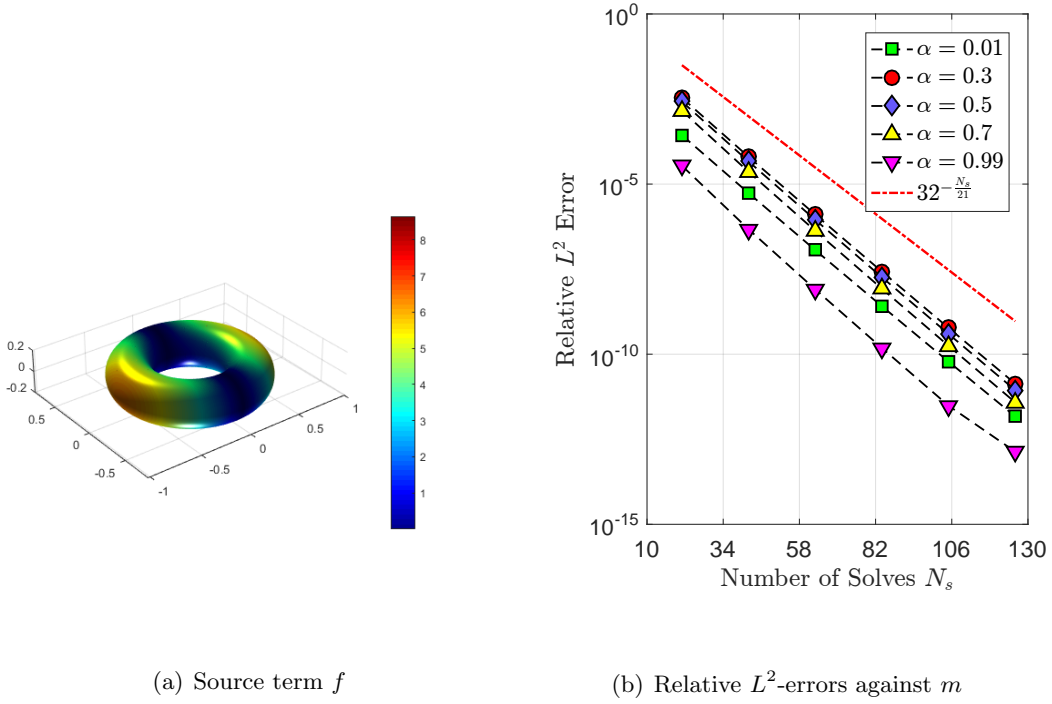 0.2
0
-0.2
0.5
0
-0.5
-1
-0.5
0
0.5
1
8
7
6
5
4
3
2
1
(a) Source term f
10^0
10^{-5}
10^{-10}
10^{-15}
Relative L^2 Error
10 34 58 82 106 130
Number of Solves N_s
α = 0.01
α = 0.3
α = 0.5
α = 0.7
α = 0.99
32^{-\frac{N_s}{21}}
(b) Relative L^2-errors against m